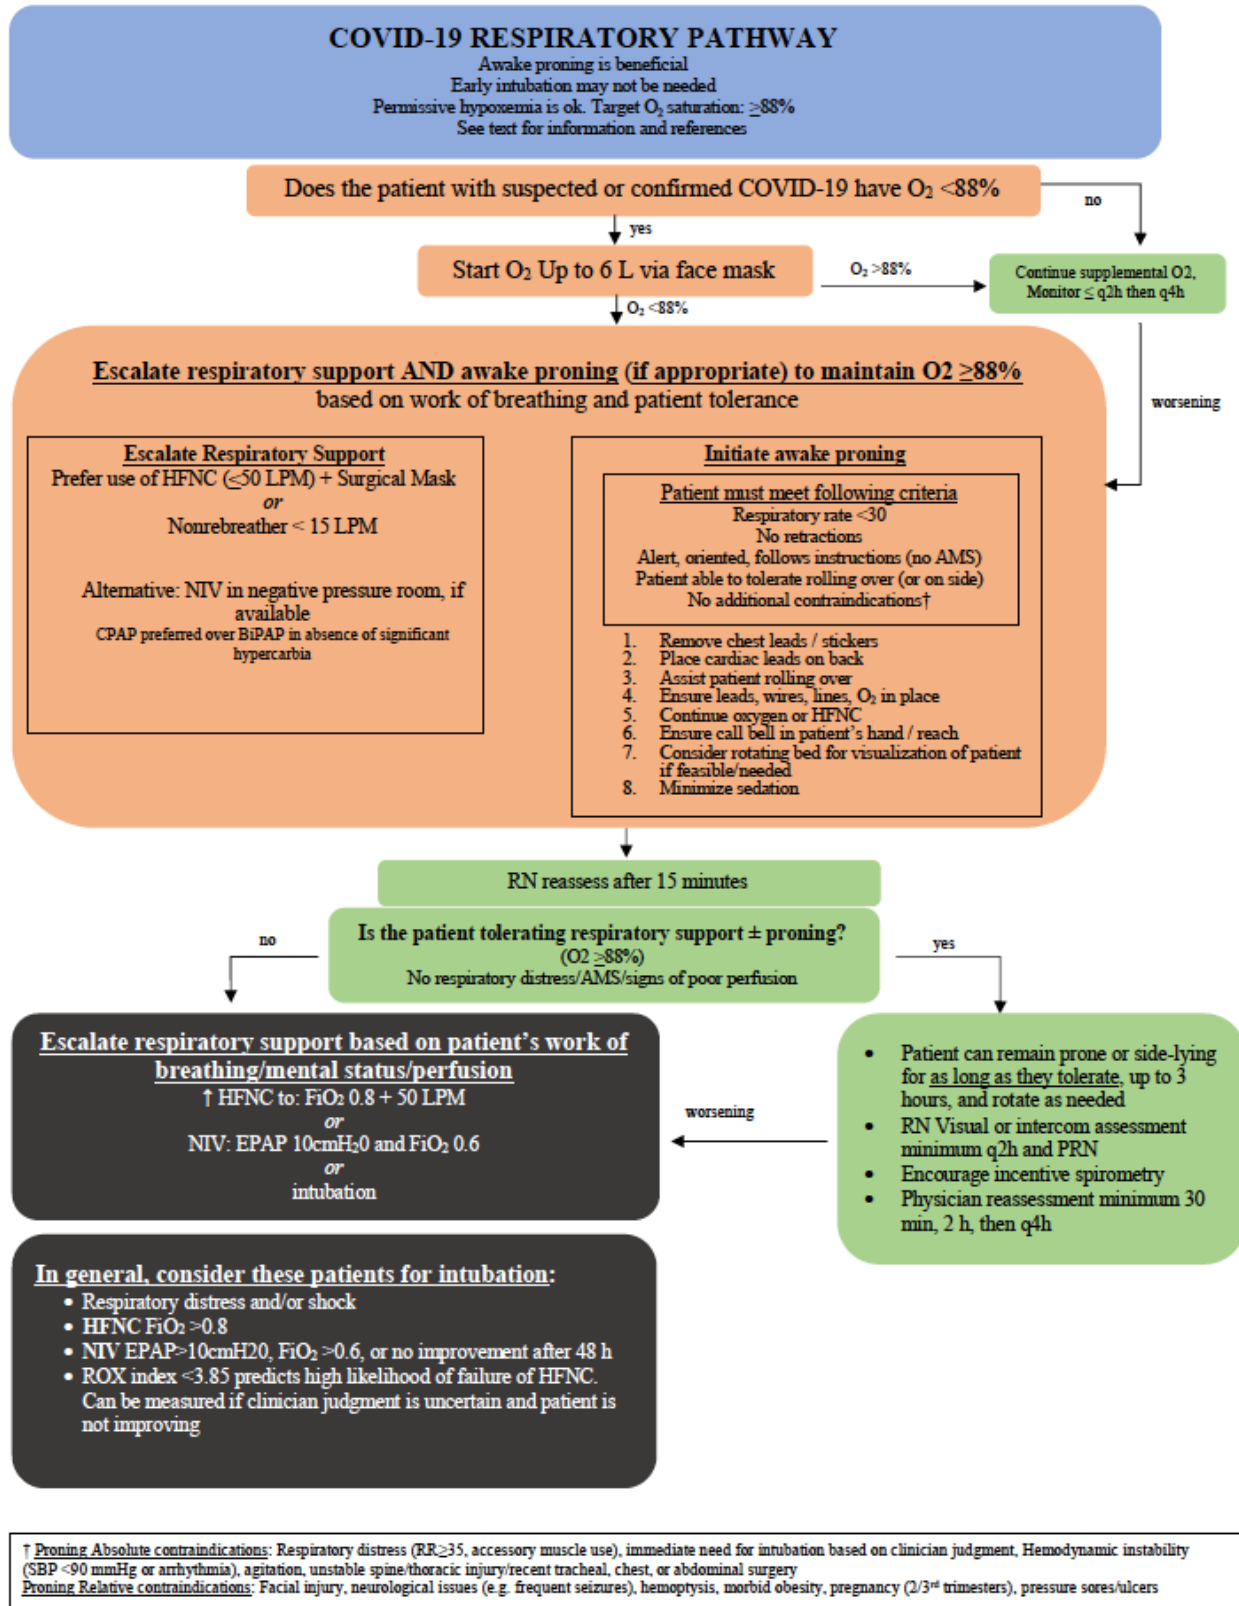 COVID-19 RESPIRATORY PATHWAY
Awake proning is beneficial
Early intubation may not be needed
Permissive hypoxemia is ok. Target O₂ saturation: ≥88%
See text for information and references
Does the patient with suspected or confirmed COVID-19 have O₂ <88%
no
yes
Start O₂ Up to 6 L via face mask
O₂ >88%
Continue supplemental O2,
Monitor ≤ q2h then q4h
O₂ <88%
worsening
Escalate respiratory support AND awake proning (if appropriate) to maintain O2 ≥88%
based on work of breathing and patient tolerance
Escalate Respiratory Support
Prefer use of HFNC (≤50 LPM) + Surgical Mask
or
Nonrebreather < 15 LPM
Alternative: NIV in negative pressure room, if
available
CPAP preferred over BiPAP in absence of significant
hypercarbia
Initiate awake proning
Patient must meet following criteria
Respiratory rate <30
No retractions
Alert, oriented, follows instructions (no AMS)
Patient able to tolerate rolling over (or on side)
No additional contraindications†
1. Remove chest leads / stickers
2. Place cardiac leads on back
3. Assist patient rolling over
4. Ensure leads, wires, lines, O₂ in place
5. Continue oxygen or HFNC
6. Ensure call bell in patient's hand / reach
7. Consider rotating bed for visualization of patient
if feasible/needed
8. Minimize sedation
RN reassess after 15 minutes
Is the patient tolerating respiratory support ± proning?
(O2 ≥88%)
No respiratory distress/AMS/signs of poor perfusion
no
yes
Escalate respiratory support based on patient's work of
breathing/mental status/perfusion
↑ HFNC to: FiO₂ 0.8 + 50 LPM
or
NIV: EPAP 10cmH₂0 and FiO₂ 0.6
or
intubation
worsening
• Patient can remain prone or side-lying
for as long as they tolerate, up to 3
hours, and rotate as needed
• RN Visual or intercom assessment
minimum q2h and PRN
• Encourage incentive spirometry
• Physician reassessment minimum 30
min, 2 h, then q4h
In general, consider these patients for intubation:
• Respiratory distress and/or shock
• HFNC FiO₂ >0.8
• NIV EPAP>10cmH20, FiO₂ >0.6, or no improvement after 48 h
• ROX index <3.85 predicts high likelihood of failure of HFNC.
Can be measured if clinician judgment is uncertain and patient is
not improving
† Proning Absolute contraindications: Respiratory distress (RR≥35, accessory muscle use), immediate need for intubation based on clinician judgment, Hemodynamic instability
(SBP <90 mmHg or arrhythmia), agitation, unstable spine/thoracic injury/recent tracheal, chest, or abdominal surgery
Proning Relative contraindications: Facial injury, neurological issues (e.g. frequent seizures), hemoptysis, morbid obesity, pregnancy (2/3ʳᵈ trimesters), pressure sores/ulcers